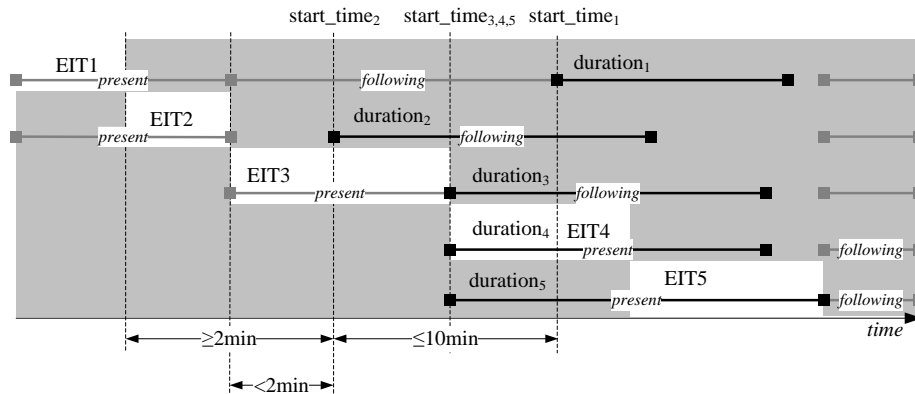 start_time2 start_time3,4,5 start_time1
EIT1 duration1
present following
EIT2 duration2
present following
EIT3 duration3
present following
duration4 EIT4
present following
duration5 EIT5
present following
time
≥2min ≤10min
<2min